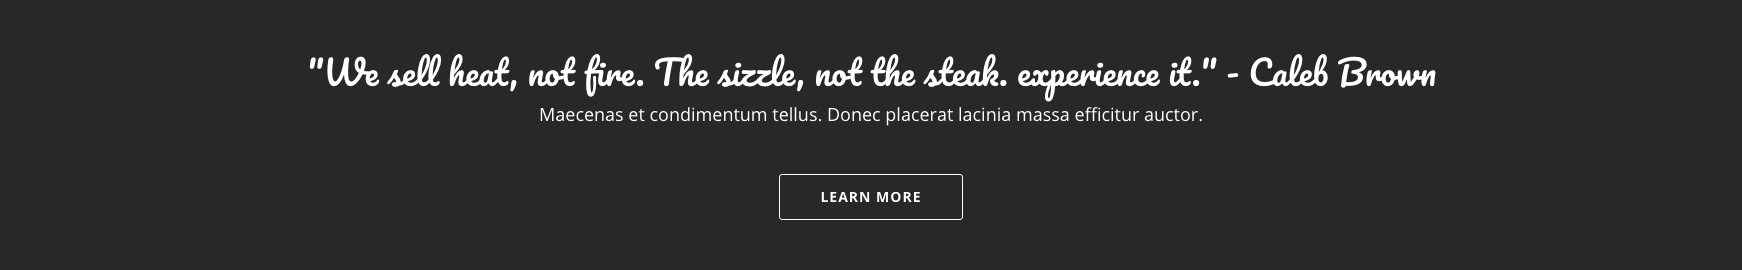 "We sell heat, not fire. The sizzle, not the steak. experience it." - Caleb Brown
Maecenas et condimentum tellus. Donec placerat lacinia massa efficitur auctor.
LEARN MORE